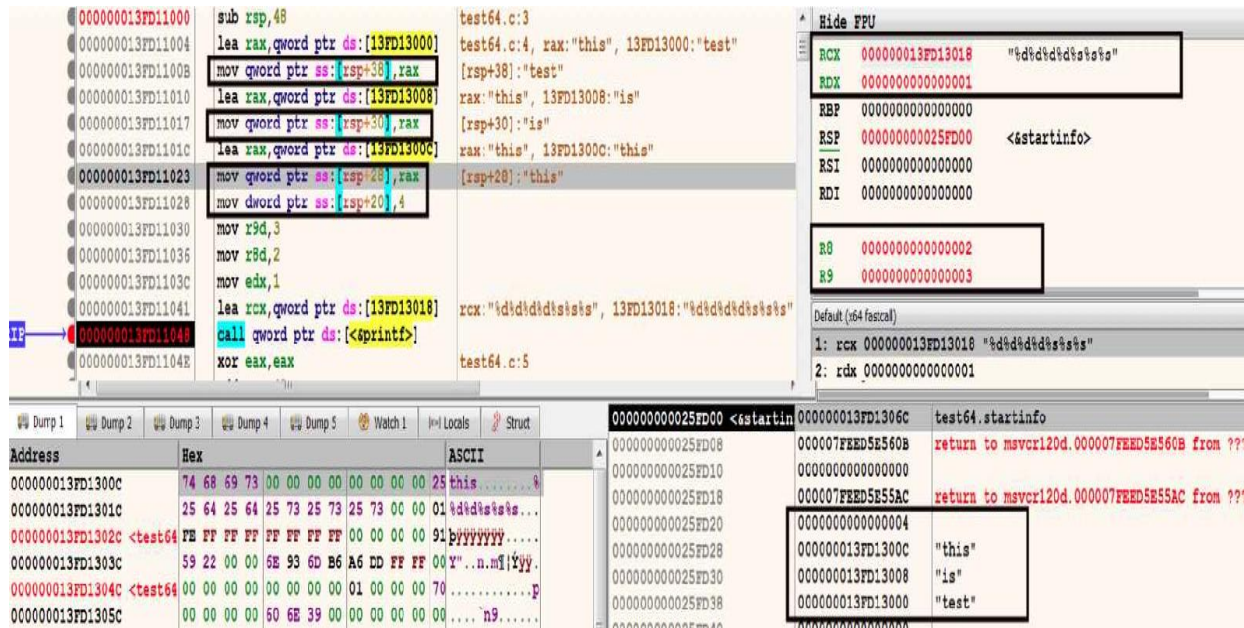 000000013FD11000 sub rsp,48 test64.c:3
000000013FD11004 lea rax,qword ptr ds:[13FD13000] test64.c:4, rax:"this", 13FD13000:"test"
000000013FD1100B mov qword ptr ss:[rsp+38],rax [rsp+38]:"test"
000000013FD11010 lea rax,qword ptr ds:[13FD13008] rax:"this", 13FD13008:"is"
000000013FD11017 mov qword ptr ss:[rsp+30],rax [rsp+30]:"is"
000000013FD1101C lea rax,qword ptr ds:[13FD1300C] rax:"this", 13FD1300C:"this"
000000013FD11023 mov qword ptr ss:[rsp+28],rax [rsp+28]:"this"
000000013FD11028 mov dword ptr ss:[rsp+20],4
000000013FD11030 mov r9d,3
000000013FD11036 mov r8d,2
000000013FD1103C mov edx,1
000000013FD11041 lea rcx,qword ptr ds:[13FD13018] rcx:"%d%d%d%d%s%s%s", 13FD13018:"%d%d%d%d%s%s%s"
000000013FD11048 call qword ptr ds:[<&printf>]
000000013FD1104E xor eax,eax test64.c:5
Hide FPU
RCX 000000013FD13018 "%d%d%d%d%s%s%s"
RDX 0000000000000001
RBP 0000000000000000
RSP 000000000025FD00 <&startinfo>
RSI 0000000000000000
RDI 0000000000000000
R8 0000000000000002
R9 0000000000000003
Default (x64 fastcall)
1: rcx 000000013FD13018 "%d%d%d%d%s%s%s"
2: rdx 0000000000000001
Dump 1 Dump 2 Dump 3 Dump 4 Dump 5 Watch 1 Locals Struct
Address Hex ASCII
000000013FD1300C 74 68 69 73 00 00 00 00 00 00 00 25 this........%
000000013FD1301C 25 64 25 64 25 73 25 73 25 73 00 00 01 %d%d%s%s%s...
000000013FD1302C <test64 FE FF FF FF FF FF FF FF 00 00 00 00 91 þÿÿÿÿÿÿÿ.....
000000013FD1303C 59 22 00 00 6E 93 6D B6 A6 DD FF FF 00 Y"..n.m¶¦Ýÿÿ.
000000013FD1304C <test64 00 00 00 00 00 00 00 00 01 00 00 00 70 ............p
000000013FD1305C 00 00 00 00 60 6E 39 00 00 00 00 00 00 ....`n9......
000000000025FD00 <&startin 000000013FD1306C test64.startinfo
000000000025FD08 000007FEED5E560B return to msvcr120d.000007FEED5E560B from ???
000000000025FD10 0000000000000000
000000000025FD18 000007FEED5E55AC return to msvcr120d.000007FEED5E55AC from ???
000000000025FD20 0000000000000004
000000000025FD28 000000013FD1300C "this"
000000000025FD30 000000013FD13008 "is"
000000000025FD38 000000013FD13000 "test"